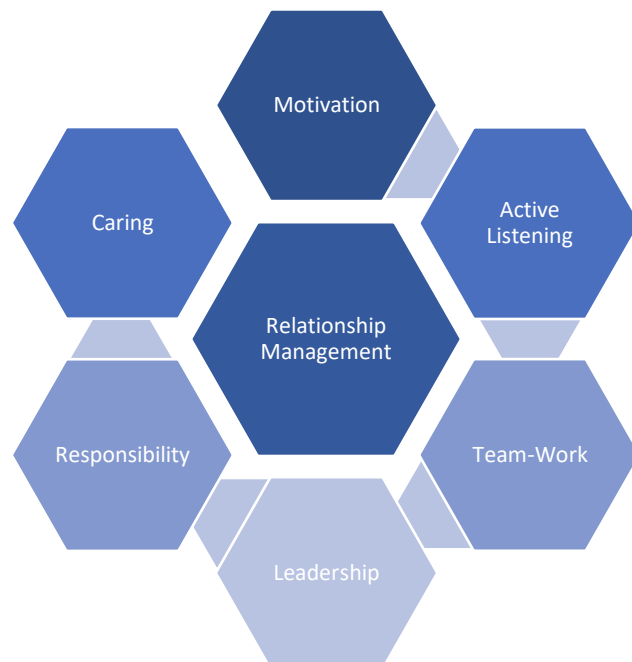 Motivation
Caring
Active
Listening
Relationship
Management
Responsibility
Team-Work
Leadership